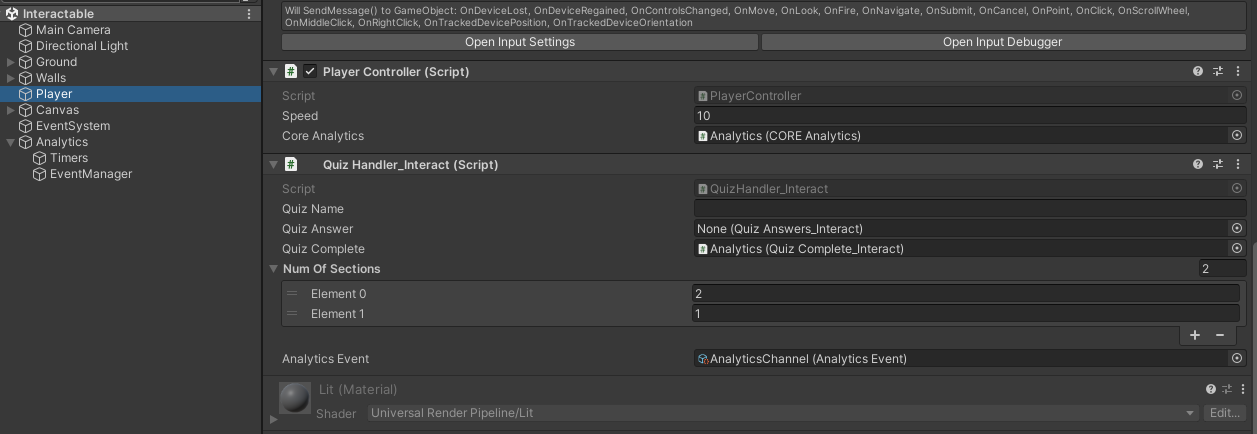 Interactable
Main Camera
Directional Light
Ground
Walls
Player
Canvas
EventSystem
Analytics
Timers
EventManager
Will SendMessage() to GameObject: OnDeviceLost, OnDeviceRegained, OnControlsChanged, OnMove, OnLook, OnFire, OnNavigate, OnSubmit, OnCancel, OnPoint, OnClick, OnScrollWheel,
OnMiddleClick, OnRightClick, OnTrackedDevicePosition, OnTrackedDeviceOrientation
Open Input Settings Open Input Debugger
# Player Controller (Script)
Script # PlayerController
Speed 10
Core Analytics # Analytics (CORE Analytics)
# Quiz Handler_Interact (Script)
Script # QuizHandler_Interact
Quiz Name
Quiz Answer None (Quiz Answers_Interact)
Quiz Complete # Analytics (Quiz Complete_Interact)
Num Of Sections 2
Element 0 2
Element 1 1
+ −
Analytics Event AnalyticsChannel (Analytics Event)
Lit (Material)
Shader Universal Render Pipeline/Lit Edit...